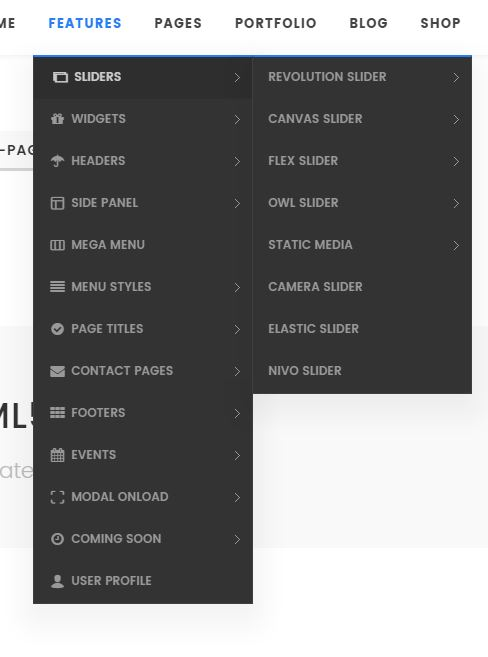 ME FEATURES PAGES PORTFOLIO BLOG SHOP
SLIDERS
WIDGETS
HEADERS
SIDE PANEL
MEGA MENU
MENU STYLES
PAGE TITLES
CONTACT PAGES
FOOTERS
EVENTS
MODAL ONLOAD
COMING SOON
USER PROFILE
REVOLUTION SLIDER
CANVAS SLIDER
FLEX SLIDER
OWL SLIDER
STATIC MEDIA
CAMERA SLIDER
ELASTIC SLIDER
NIVO SLIDER
-PAG
ML5
ate